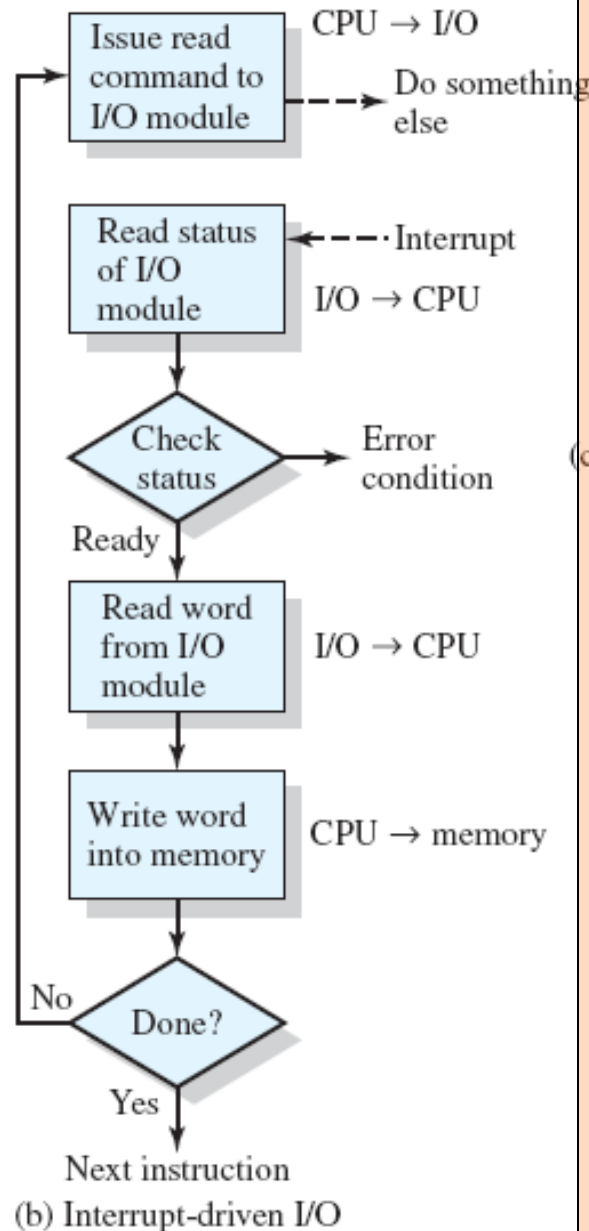 Issue read
command to
I/O module
CPU → I/O
Do something
else
Read status
of I/O
module
Interrupt
I/O → CPU
Check
status
Error
condition
(c
Ready
Read word
from I/O
module
I/O → CPU
Write word
into memory
CPU → memory
No
Done?
Yes
Next instruction
(b) Interrupt-driven I/O